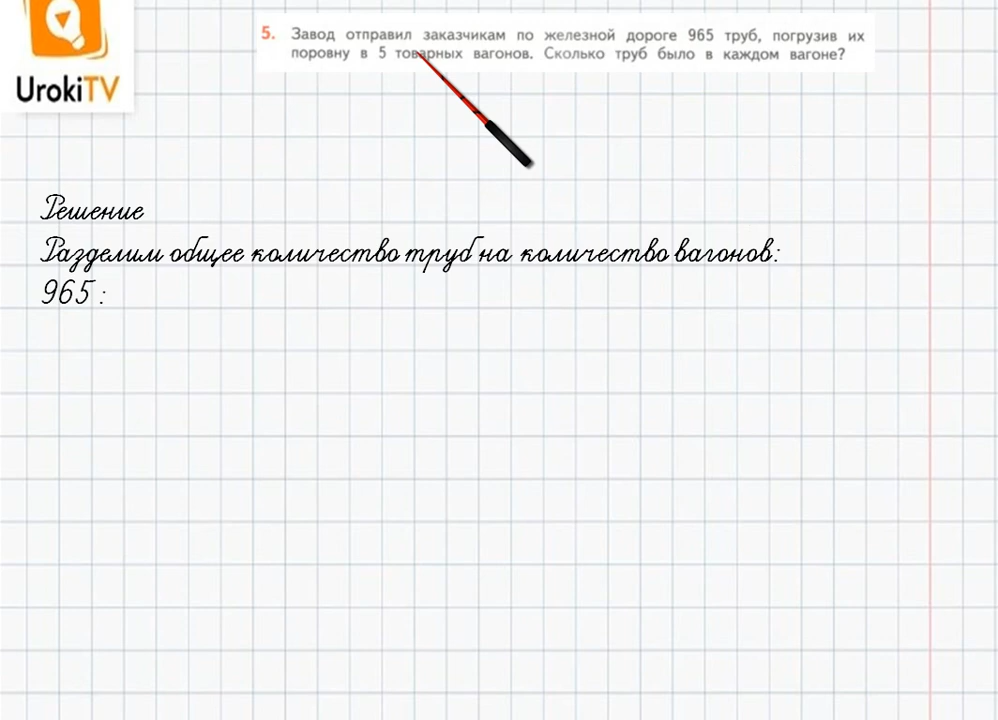 UrokiTV
5. Завод отправил заказчикам по железной дороге 965 труб, погрузив их
поровну в 5 товарных вагонов. Сколько труб было в каждом вагоне?
Решение
Разделим общее количество труб на количество вагонов:
965 :